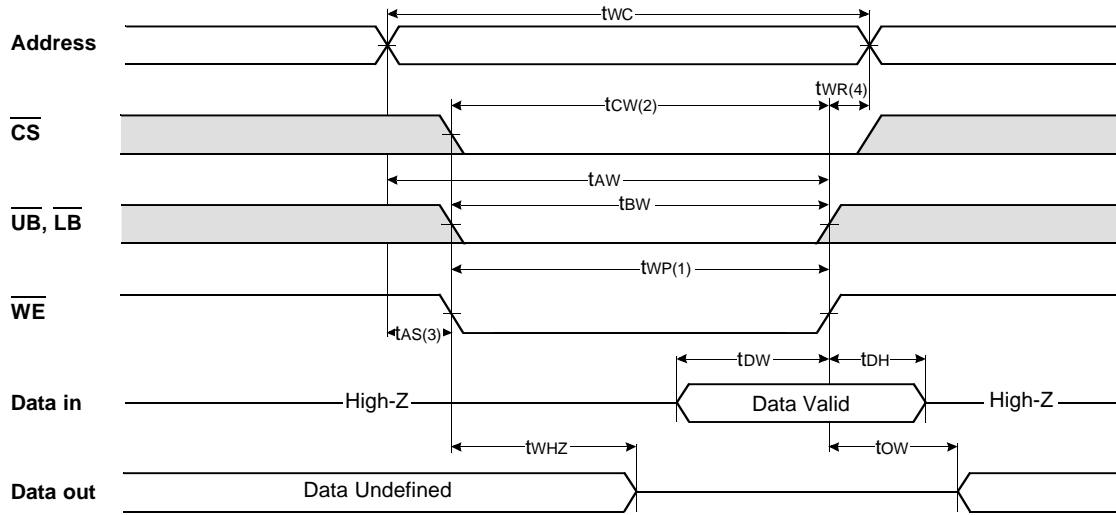 tWC
Address
tCW(2)
tWR(4)
CS
tAW
UB, LB
tBW
tWP(1)
WE
tAS(3)
tDW
tDH
Data in
High-Z
Data Valid
High-Z
tWHZ
tOW
Data out
Data Undefined